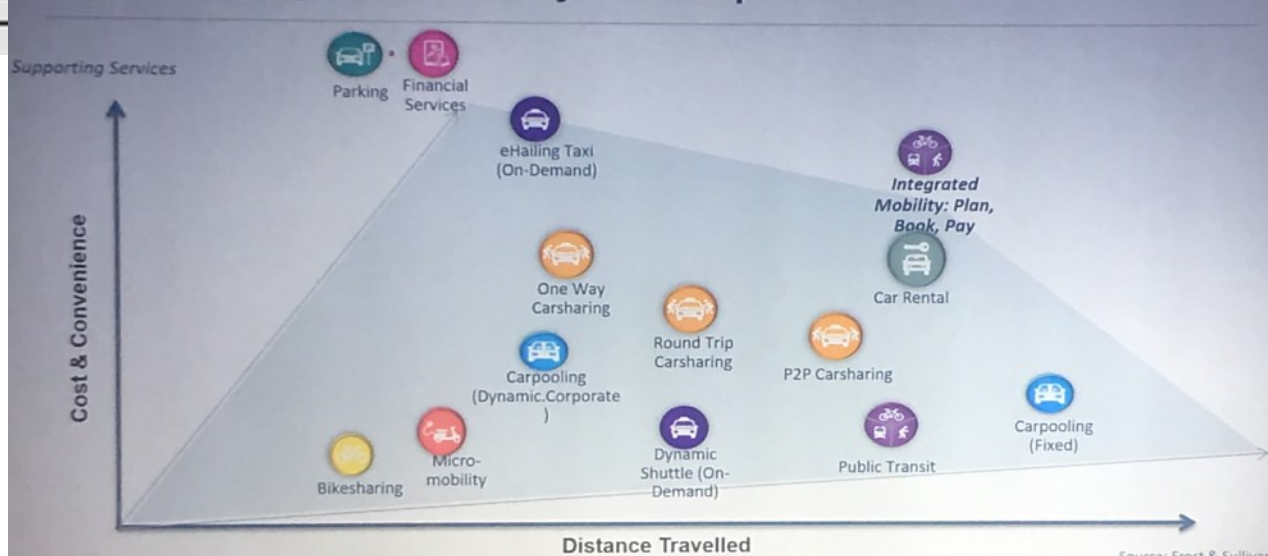 Supporting Services
Parking
Financial
Services
eHailing Taxi
(On-Demand)
Integrated
Mobility: Plan,
Book, Pay
Car Rental
One Way
Carsharing
Round Trip
Carsharing
P2P Carsharing
Carpooling
(Dynamic.Corporate
)
Carpooling
(Fixed)
Micro-
mobility
Bikesharing
Dynamic
Shuttle (On-
Demand)
Public Transit
Cost & Convenience
Distance Travelled